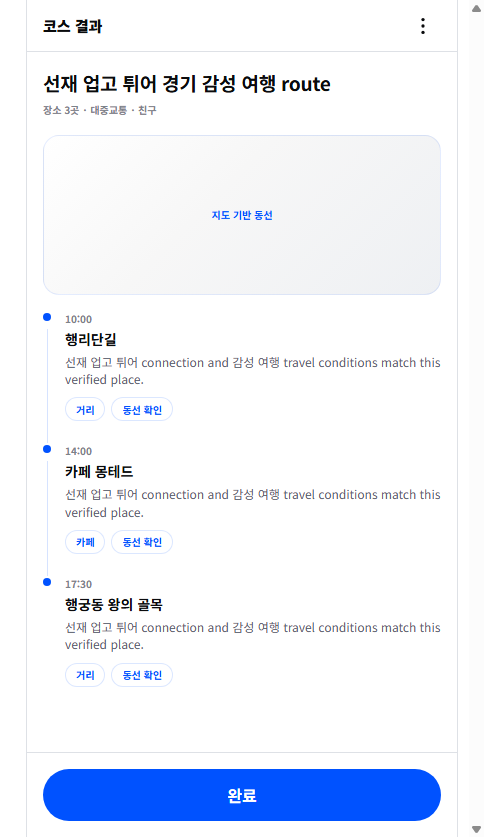 코스 결과
선재 업고 튀어 경기 감성 여행 route
장소 3곳 · 대중교통 · 친구
지도 기반 동선
10:00
행리단길
선재 업고 튀어 connection and 감성 여행 travel conditions match this
verified place.
거리 동선 확인
14:00
카페 몽테드
선재 업고 튀어 connection and 감성 여행 travel conditions match this
verified place.
카페 동선 확인
17:30
행궁동 왕의 골목
선재 업고 튀어 connection and 감성 여행 travel conditions match this
verified place.
거리 동선 확인
완료